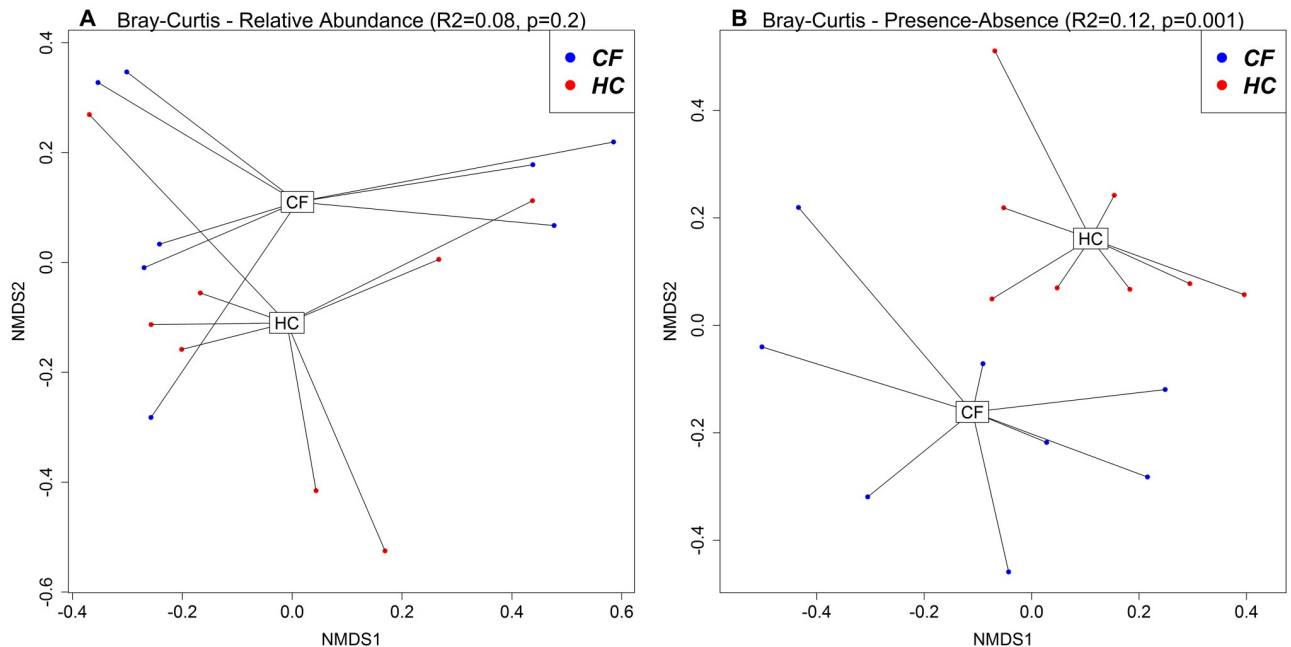 A Bray-Curtis - Relative Abundance (R2=0.08, p=0.2)
CF
HC
CF
HC
NMDS2
0.4
0.2
0.0
-0.2
-0.4
-0.6
-0.4 -0.2 0.0 0.2 0.4 0.6
NMDS1
B Bray-Curtis - Presence-Absence (R2=0.12, p=0.001)
CF
HC
HC
CF
NMDS2
0.4
0.2
0.0
-0.2
-0.4
-0.4 -0.2 0.0 0.2 0.4
NMDS1